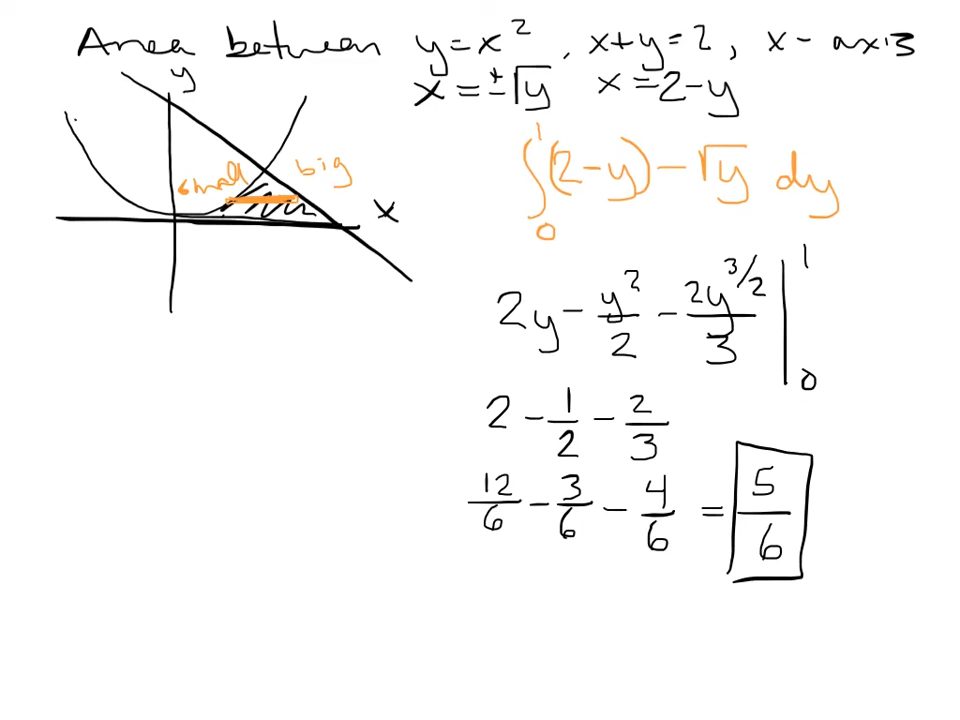 Area between y=x², x+y=2, x-axis
x=±√y x=2-y
y
small big
x
∫₀¹(2-y)-√y dy
2y - y²/2 - 2y^(3/2)/3 |₀¹
2 - 1/2 - 2/3
12/6 - 3/6 - 4/6 = 5/6